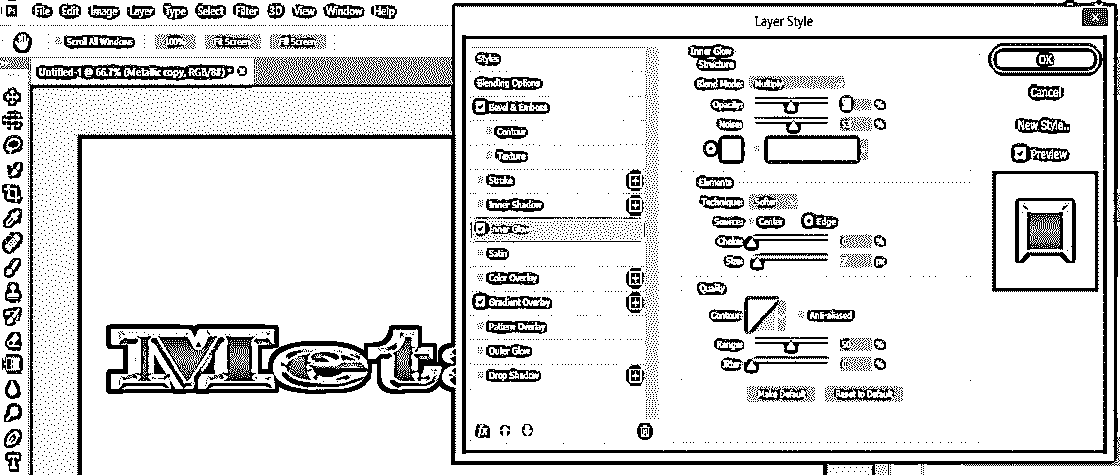 File Edit Image Layer Type Select Filter 3D View Window Help
Scroll All Windows 100% Fit Screen Fill Screen
Untitled-1 @ 66.7% (Metallic copy, RGB/8#) *
Layer Style
Styles
Blending Options
Bevel & Emboss
Contour
Texture
Stroke
Inner Shadow
Inner Glow
Satin
Color Overlay
Gradient Overlay
Pattern Overlay
Outer Glow
Drop Shadow
fx
Inner Glow
Structure
Blend Mode: Multiply
Opacity: %
Noise: %
Elements
Technique: Softer
Source: Center Edge
Choke: %
Size: px
Quality
Contour: Anti-aliased
Range: 50 %
Jitter: %
Make Default Reset to Default
OK
Cancel
New Style...
Preview
Meta